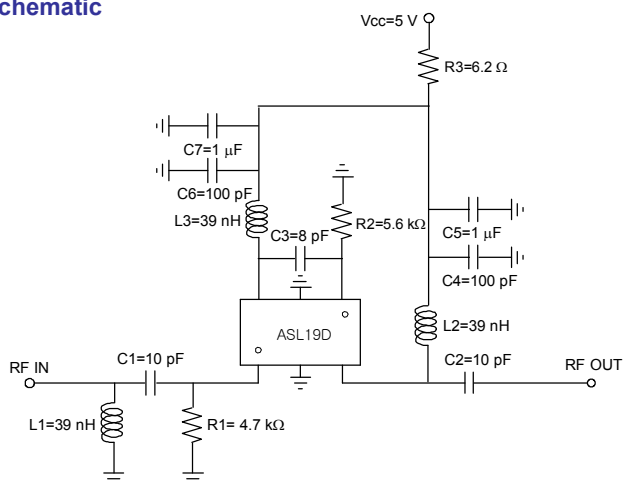 chematic
Vcc=5 V
R3=6.2 Ω
C7=1 μF
C6=100 pF
L3=39 nH
C3=8 pF
R2=5.6 kΩ
C5=1 μF
C4=100 pF
ASL19D
L2=39 nH
RF IN
C1=10 pF
C2=10 pF
RF OUT
L1=39 nH
R1= 4.7 kΩ